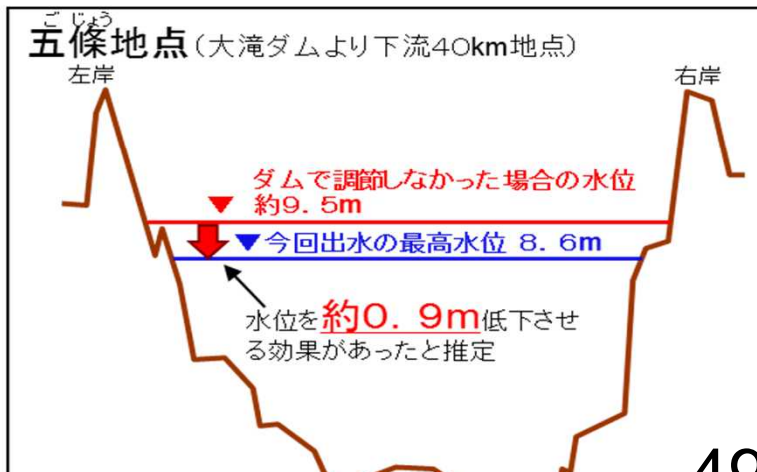 ごじょう
五條地点(大滝ダムより下流40km地点)
左岸
右岸
ダムで調節しなかった場合の水位
約9.5m
今回出水の最高水位 8.6m
水位を約0.9m低下させ
る効果があったと推定
49